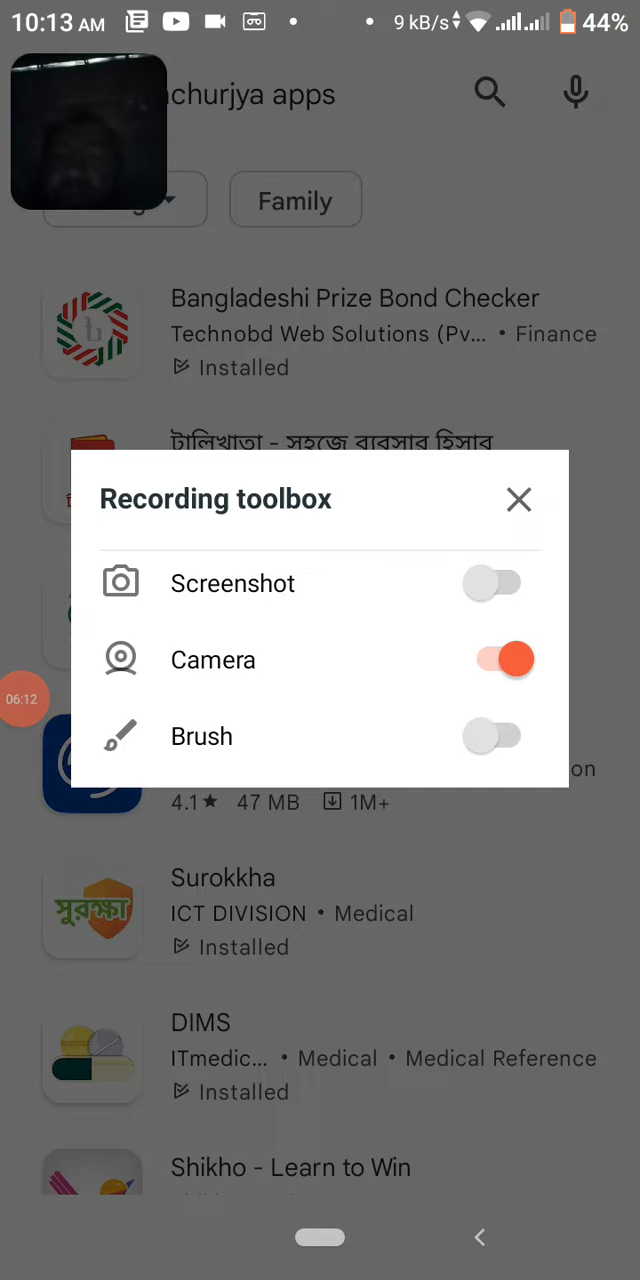 10:13 AM
9 kB/s
44%
churjya apps
Family
Bangladeshi Prize Bond Checker
Technobd Web Solutions (Pv... • Finance
Installed
টালিখাতা - সহজে ব্যবসার হিসাব
Recording toolbox
Screenshot
Camera
Brush
06:12
on
4.1★ 47 MB 1M+
সুরক্ষা
Surokkha
ICT DIVISION • Medical
Installed
DIMS
ITmedic... • Medical • Medical Reference
Installed
Shikho - Learn to Win